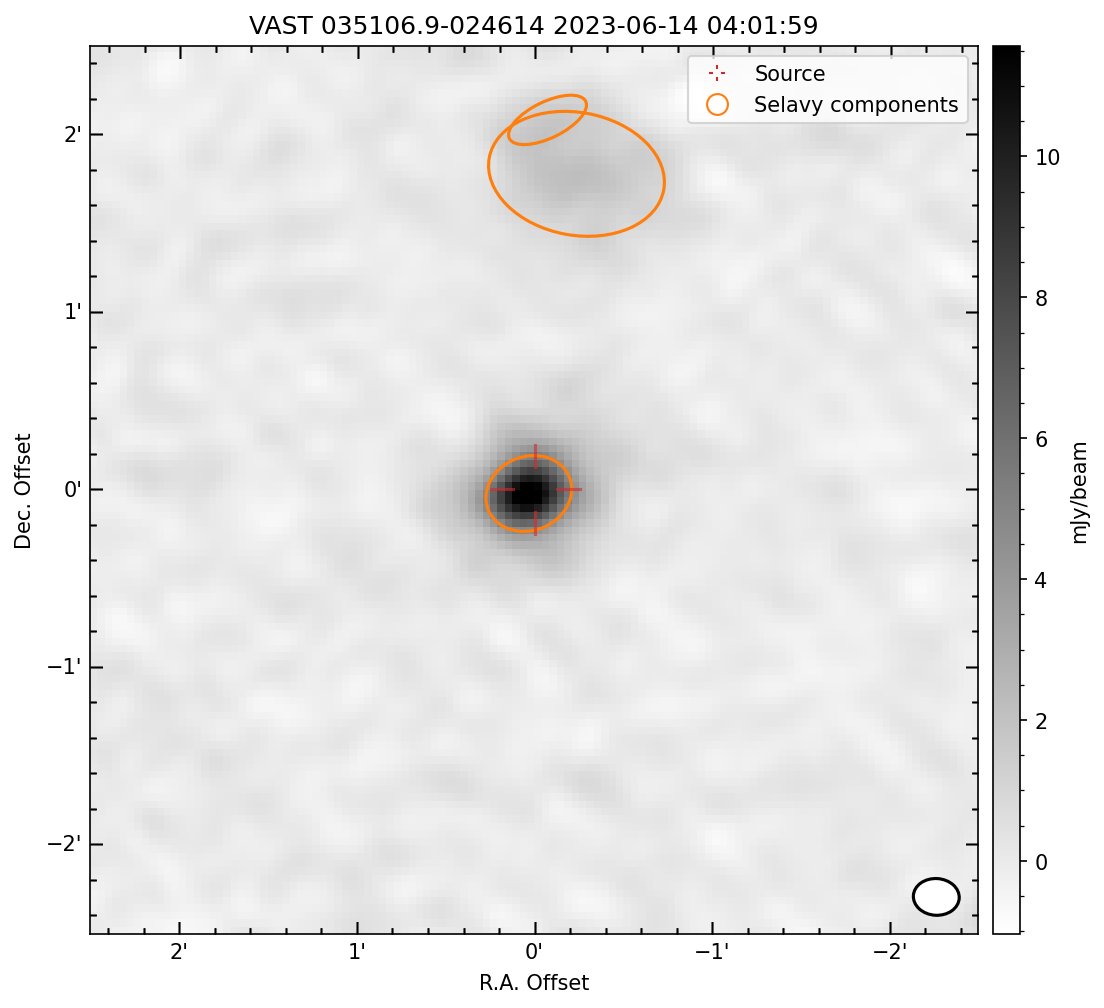 VAST 035106.9-024614 2023-06-14 04:01:59
Source
Selavy components
2'
1'
0'
−1'
−2'
Dec. Offset
2'
1'
0'
−1'
−2'
R.A. Offset
10
8
6
4
2
0
mJy/beam